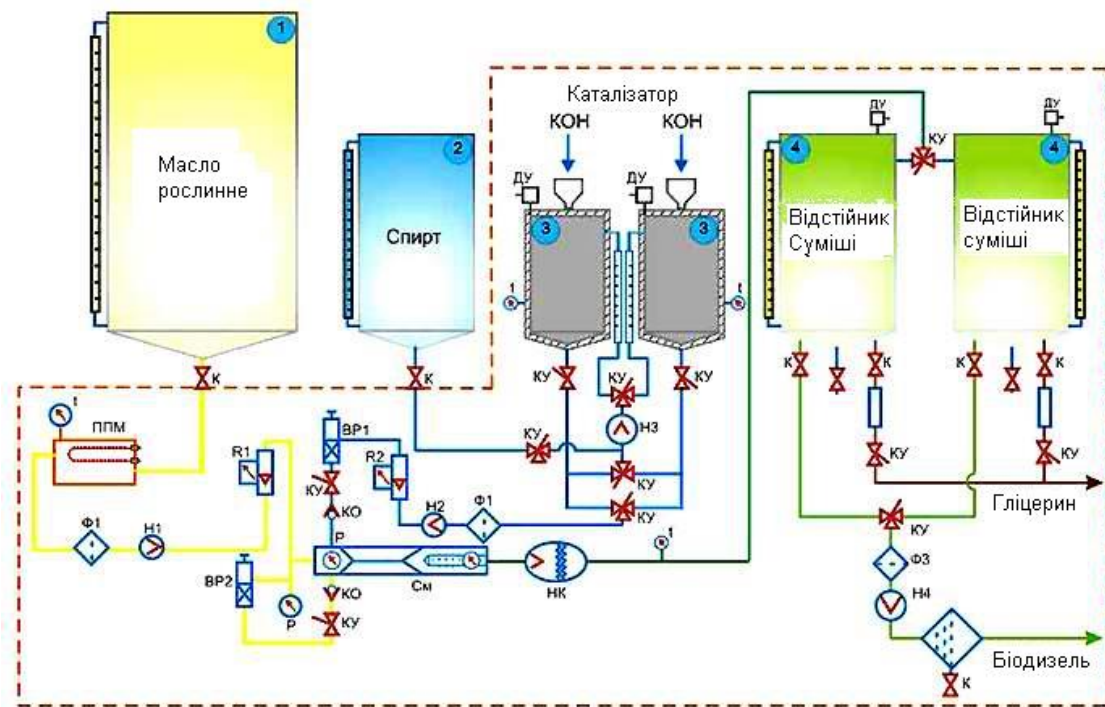 1
Масло
рослинне
2
Спирт
Каталізатор
КОН
КОН
ДУ
ДУ
3
3
t
t
ДУ
ДУ
КУ
4
4
Відстійник
Суміші
Відстійник
суміші
К
К
КУ
КУ
КУ
К
К
К
К
t
ППМ
R1
ВР1
R2
КУ
Н3
КУ
КУ
КУ
КУ
КУ
Гліцерин
Ф1
Н1
КО
Н2
Ф1
КУ
P
t
ВР2
P
КО
КУ
См
НК
Ф3
Н4
К
Біодизель